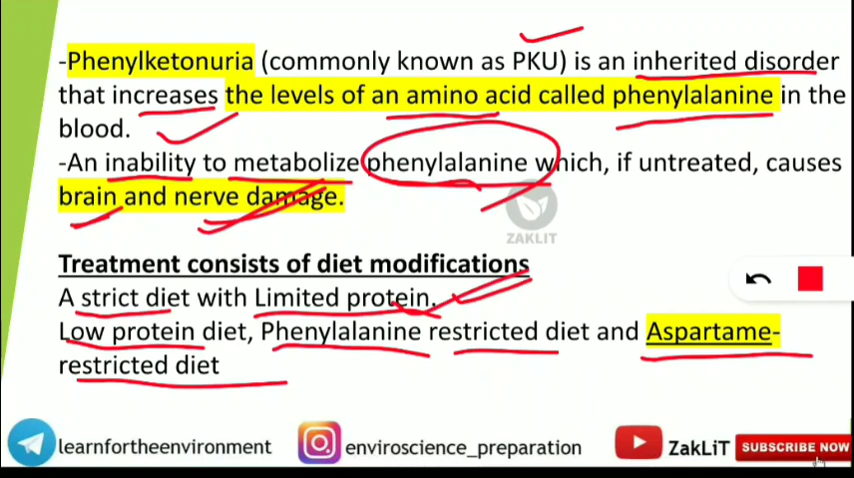 -Phenylketonuria (commonly known as PKU) is an inherited disorder
that increases the levels of an amino acid called phenylalanine in the
blood.
-An inability to metabolize phenylalanine which, if untreated, causes
brain and nerve damage.
ZAKLIT
Treatment consists of diet modifications
A strict diet with Limited protein.
Low protein diet, Phenylalanine restricted diet and Aspartame-
restricted diet
learnfortheenvironment enviroscience_preparation ZakLiT SUBSCRIBE NOW